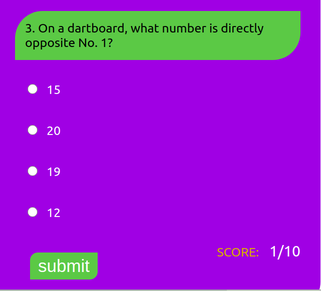 3. On a dartboard, what number is directly
opposite No. 1?
15
20
19
12
SCORE: 1/10
submit